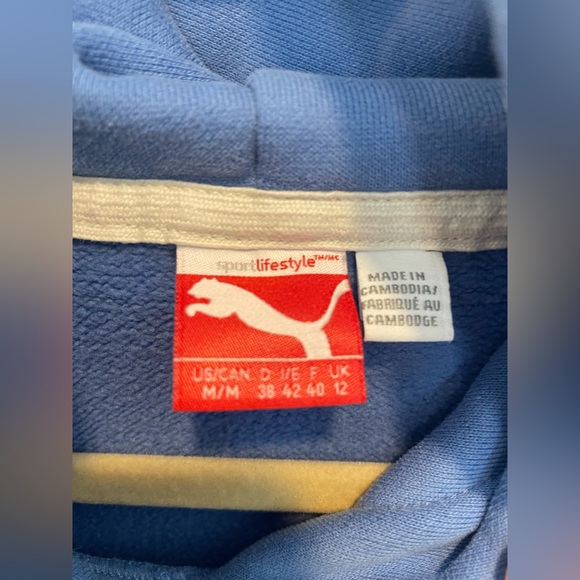 sportlifestyle™/MC
US/CAN D I/E F UK
M/M 38 42 40 12
MADE IN
CAMBODIA/
FABRIQUÉ AU
CAMBODGE